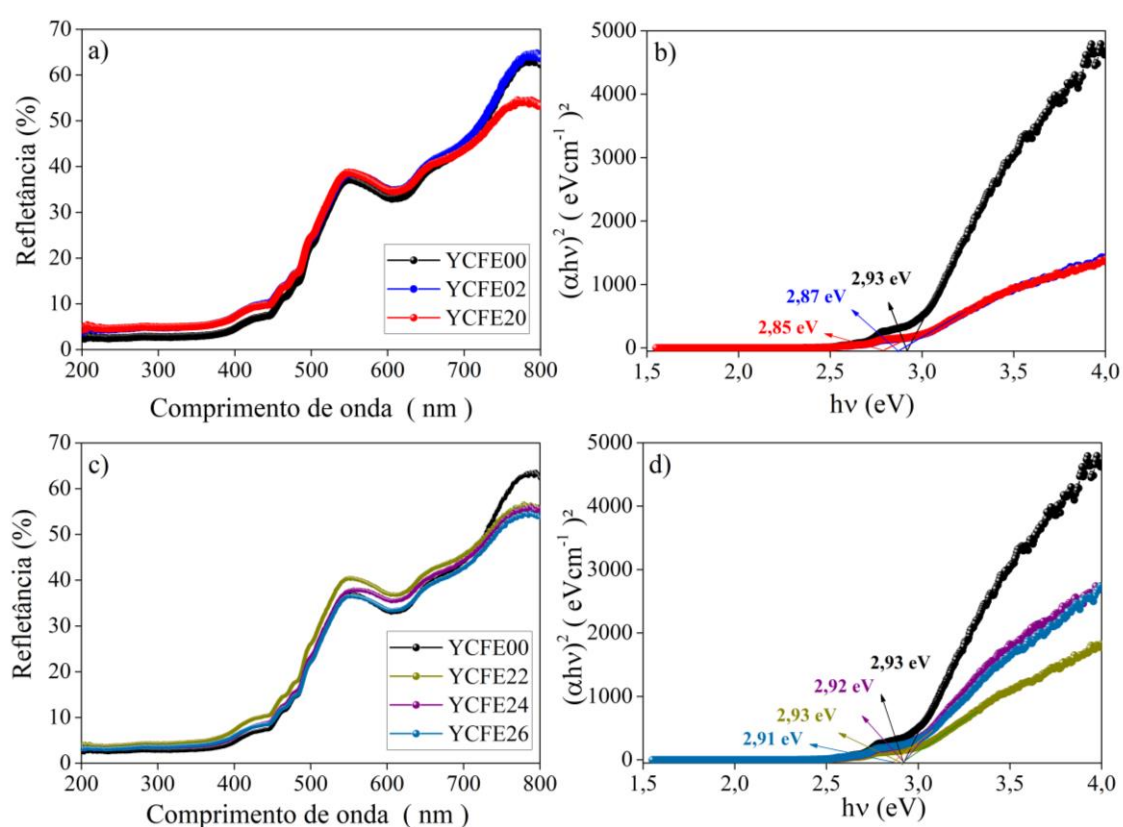 a)
Refletância (%)
70
60
50
40
30
20
10
0
YCFE00
YCFE02
YCFE20
200
300
400
500
600
700
800
Comprimento de onda ( nm )
b)
(αhν)² ( eVcm⁻¹ )²
5000
4000
3000
2000
1000
0
2,93 eV
2,87 eV
2,85 eV
1,5
2,0
2,5
3,0
3,5
4,0
hν (eV)
c)
Refletância (%)
70
60
50
40
30
20
10
0
YCFE00
YCFE22
YCFE24
YCFE26
200
300
400
500
600
700
800
Comprimento de onda ( nm )
d)
(αhν)² ( eVcm⁻¹ )²
5000
4000
3000
2000
1000
0
2,93 eV
2,92 eV
2,93 eV
2,91 eV
1,5
2,0
2,5
3,0
3,5
4,0
hν (eV)